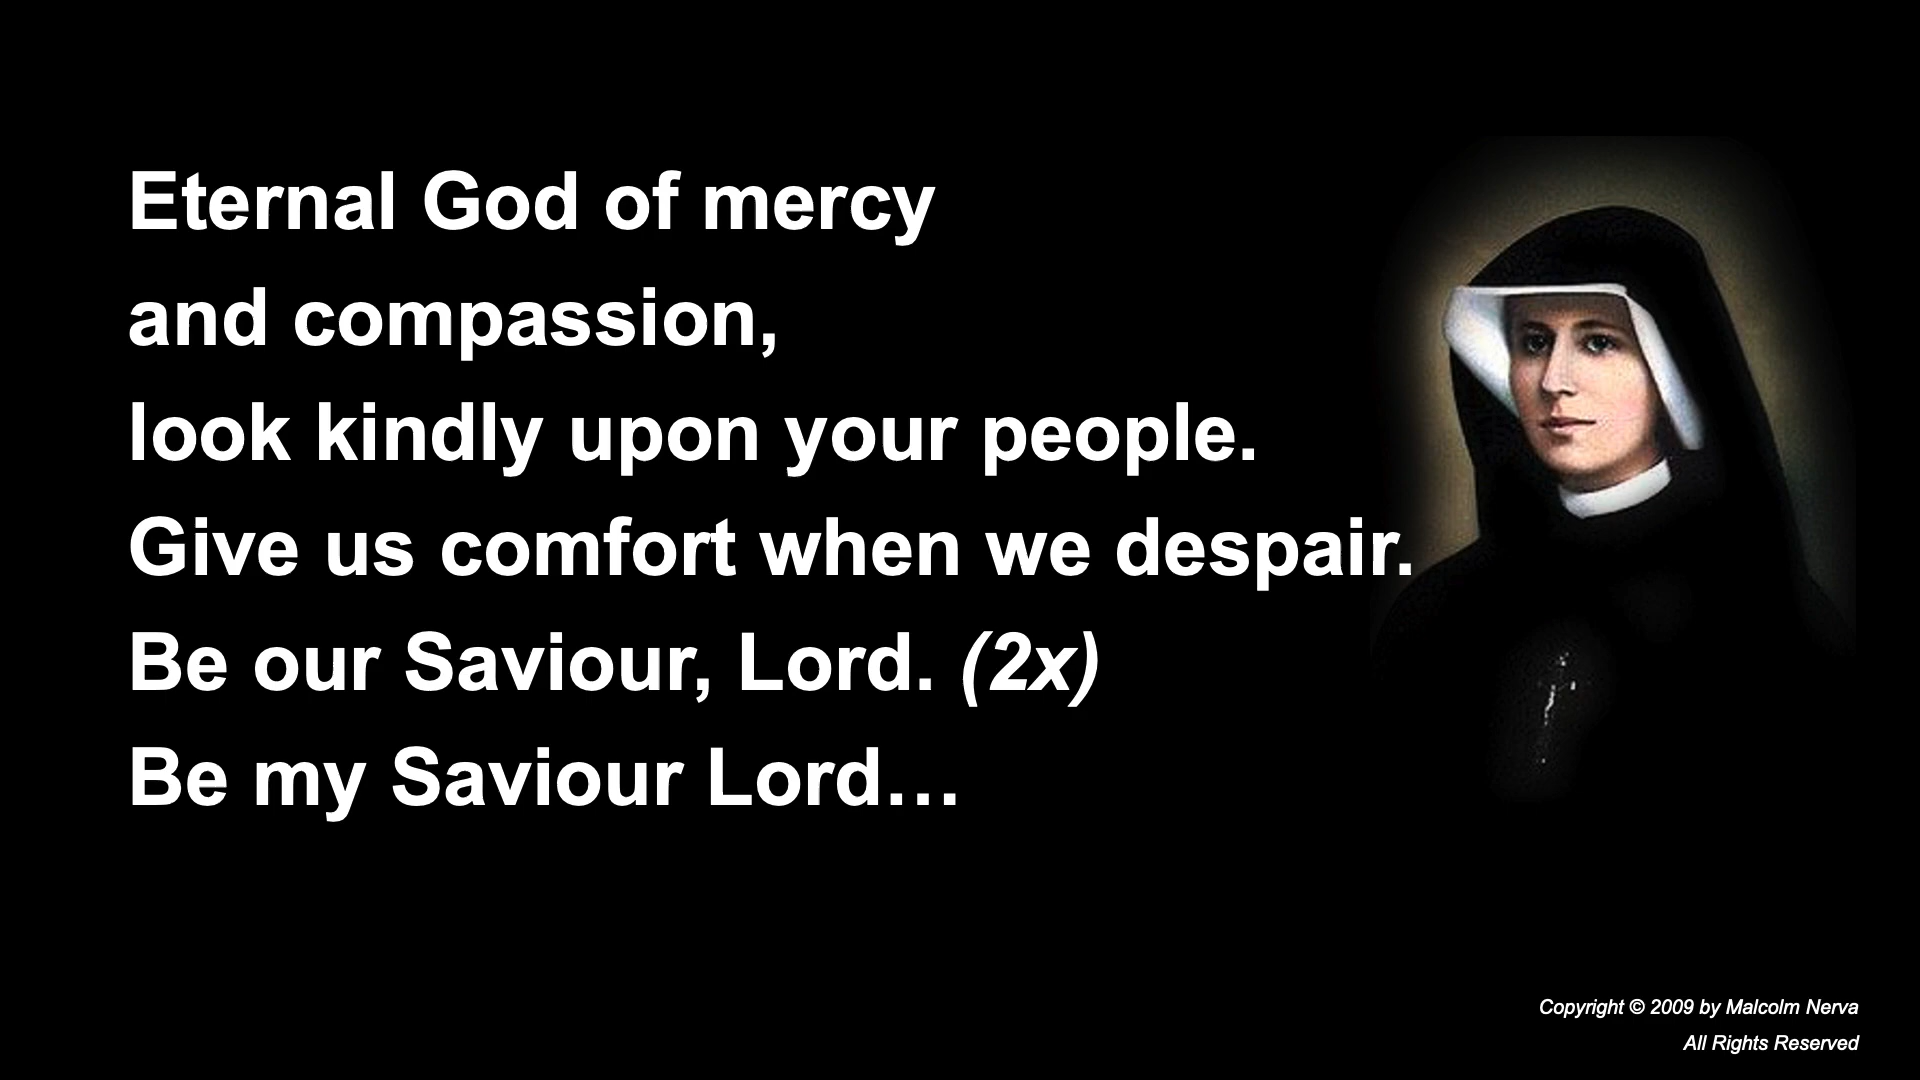 Eternal God of mercy
and compassion,
look kindly upon your people.
Give us comfort when we despair.
Be our Saviour, Lord. (2x)
Be my Saviour Lord…
Copyright © 2009 by Malcolm Nerva
All Rights Reserved